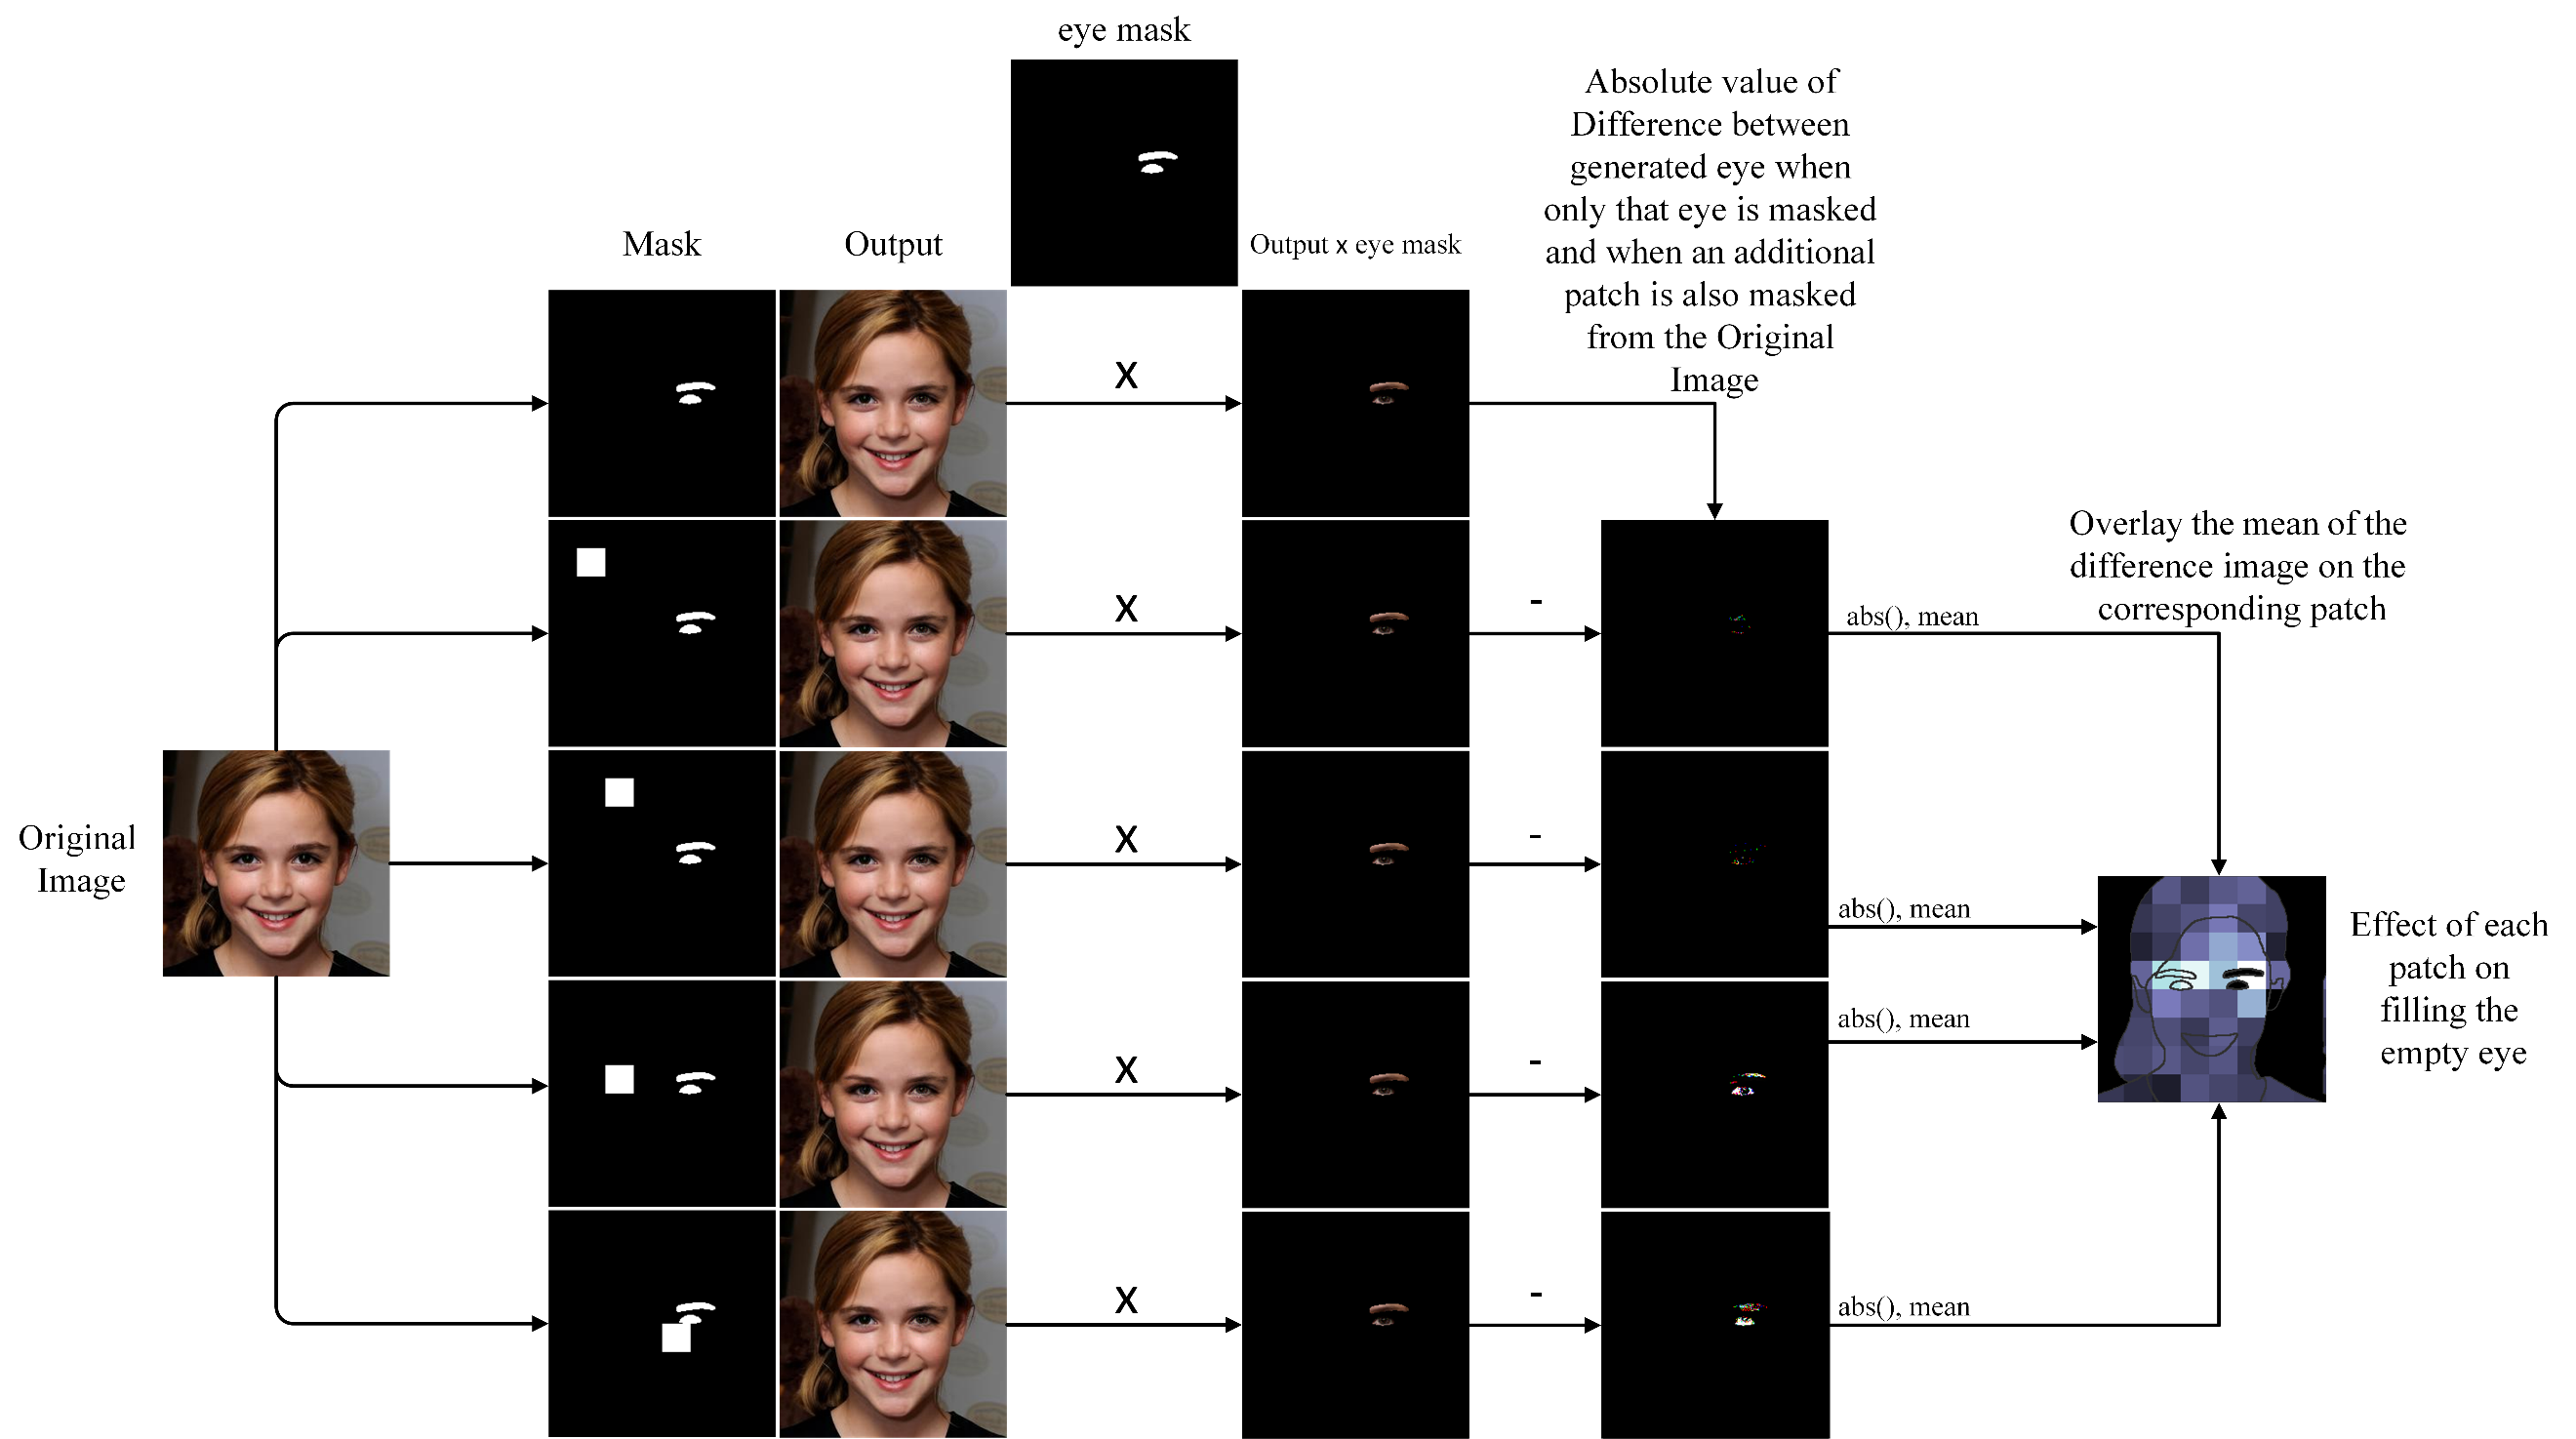 eye mask
Absolute value of
Difference between
generated eye when
only that eye is masked
and when an additional
patch is also masked
from the Original
Image
Mask
Output
Output x eye mask
X
X
-
abs(), mean
Overlay the mean of the
difference image on the
corresponding patch
Original
Image
X
-
abs(), mean
X
-
abs(), mean
Effect of each
patch on
filling the
empty eye
X
-
abs(), mean